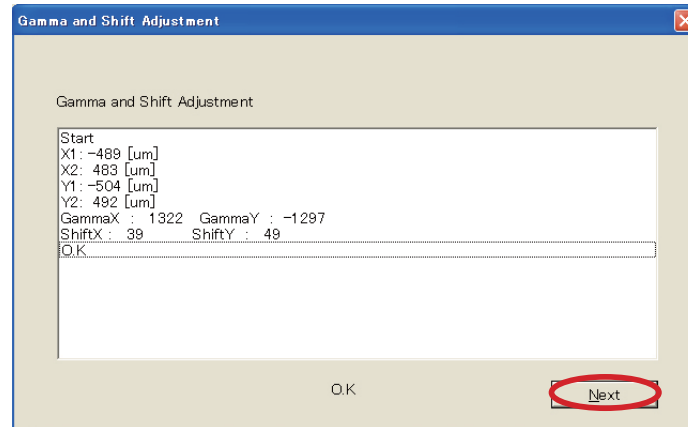 Gamma and Shift Adjustment
Gamma and Shift Adjustment
Start
X1: -489 [um]
X2: 483 [um]
Y1: -504 [um]
Y2: 492 [um]
GammaX : 1322 GammaY : -1297
ShiftX : 39 ShiftY : 49
O.K
O.K
Next